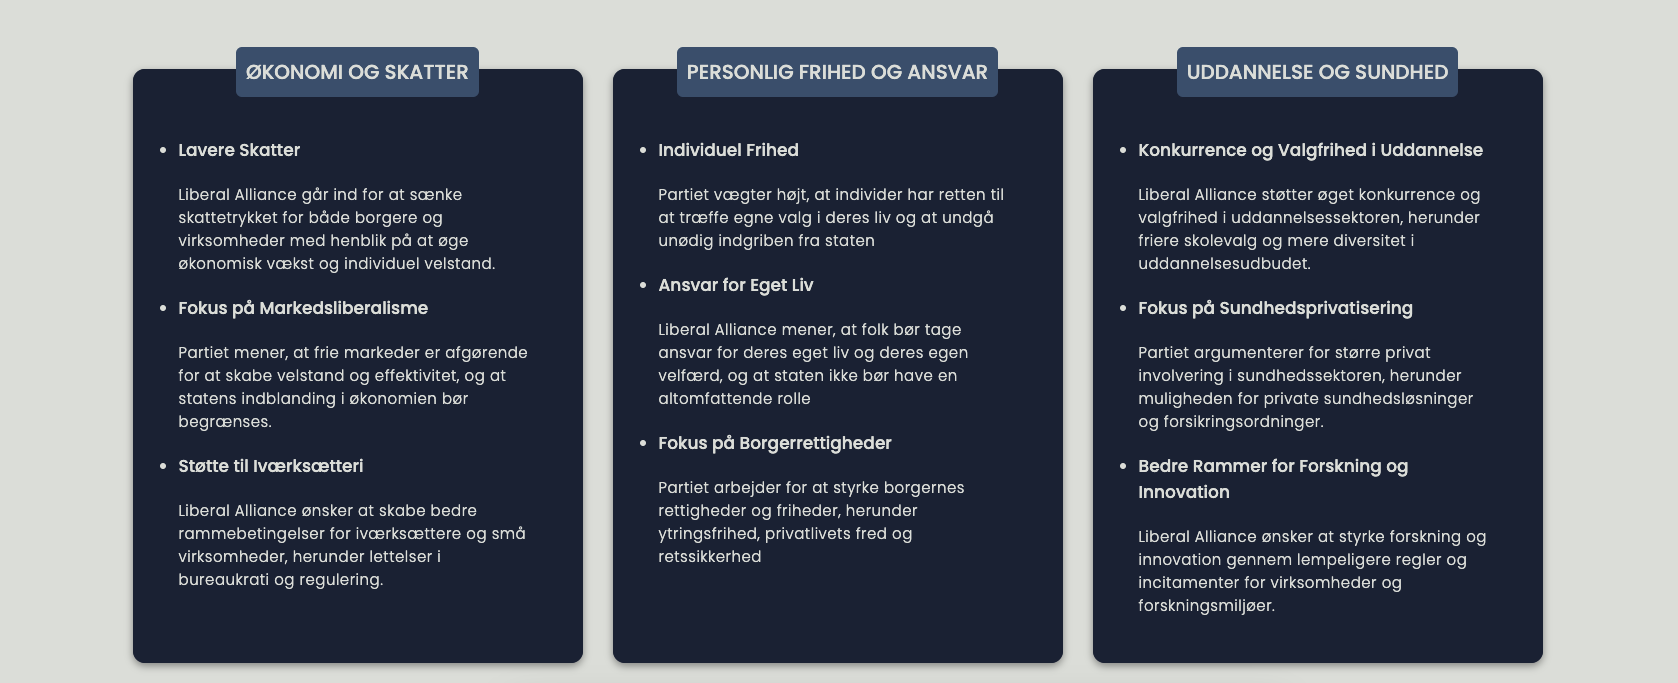 ØKONOMI OG SKATTER
• Lavere Skatter
Liberal Alliance går ind for at sænke
skattetrykket for både borgere og
virksomheder med henblik på at øge
økonomisk vækst og individuel velstand.
• Fokus på Markedsliberalisme
Partiet mener, at frie markeder er afgørende
for at skabe velstand og effektivitet, og at
statens indblanding i økonomien bør
begrænses.
• Støtte til Iværksætteri
Liberal Alliance ønsker at skabe bedre
rammebetingelser for iværksættere og små
virksomheder, herunder lettelser i
bureaukrati og regulering.
PERSONLIG FRIHED OG ANSVAR
• Individuel Frihed
Partiet vægter højt, at individer har retten til
at træffe egne valg i deres liv og at undgå
unødig indgriben fra staten
• Ansvar for Eget Liv
Liberal Alliance mener, at folk bør tage
ansvar for deres eget liv og deres egen
velfærd, og at staten ikke bør have en
altomfattende rolle
• Fokus på Borgerrettigheder
Partiet arbejder for at styrke borgernes
rettigheder og friheder, herunder
ytringsfrihed, privatlivets fred og
retssikkerhed
UDDANNELSE OG SUNDHED
• Konkurrence og Valgfrihed i Uddannelse
Liberal Alliance støtter øget konkurrence og
valgfrihed i uddannelsessektoren, herunder
friere skolevalg og mere diversitet i
uddannelsesudbudet.
• Fokus på Sundhedsprivatisering
Partiet argumenterer for større privat
involvering i sundhedssektoren, herunder
muligheden for private sundhedsløsninger
og forsikringsordninger.
• Bedre Rammer for Forskning og
Innovation
Liberal Alliance ønsker at styrke forskning og
innovation gennem lempeligere regler og
incitamenter for virksomheder og
forskningsmiljøer.